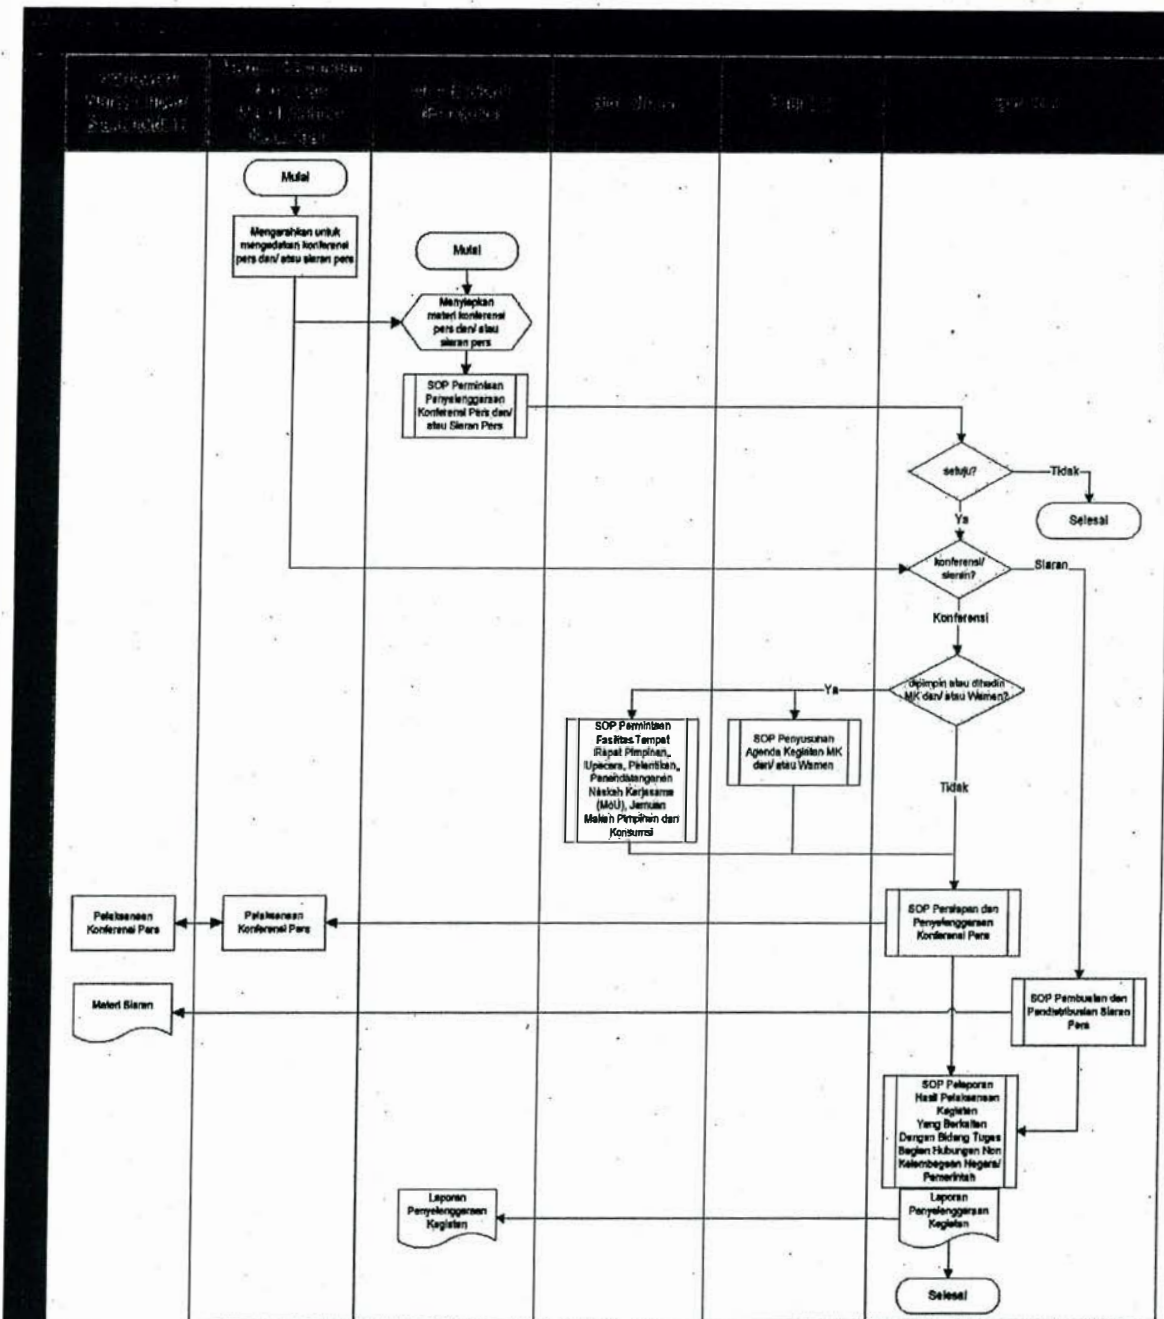 Mulai
Mengarahkan untuk
mengadakan konferensi
pers dan/ atau siaran pers
Mulai
Menyiapkan
materi konferensi
pers dan/ atau
siaran pers
SOP Permintaan
Penyelenggaraan
Konferensi Pers dan/
atau Siaran Pers
setuju?
Tidak
Selesai
Ya
konferensi/
siaran?
Siaran
Konferensi
dipimpin atau dihadiri
MK dan/ atau Wamen?
Ya
SOP Permintaan
Fasilitas Tempat
Rapat Pimpinan,
Upacara, Pelantikan,
Penandatanganan
Naskah Kerjasama
(MoU), Jamuan
Makan Pimpinan dan
Konsumsi
SOP Penyusunan
Agenda Kegiatan MK
dan/ atau Wamen
Tidak
Pelaksanaan
Konferensi Pers
Pelaksanaan
Konferensi Pers
SOP Persiapan dan
Penyelenggaraan
Konferensi Pers
Materi Siaran
SOP Pembuatan dan
Pendistribusian Siaran
Pers
SOP Pelaporan
Hasil Pelaksanaan
Kegiatan
Yang Berkaitan
Dengan Bidang Tugas
Bagian Hubungan Non
Kelembagaan Negara/
Pemerintah
Laporan
Penyelenggaraan
Kegiatan
Laporan
Penyelenggaraan
Kegiatan
Selesai